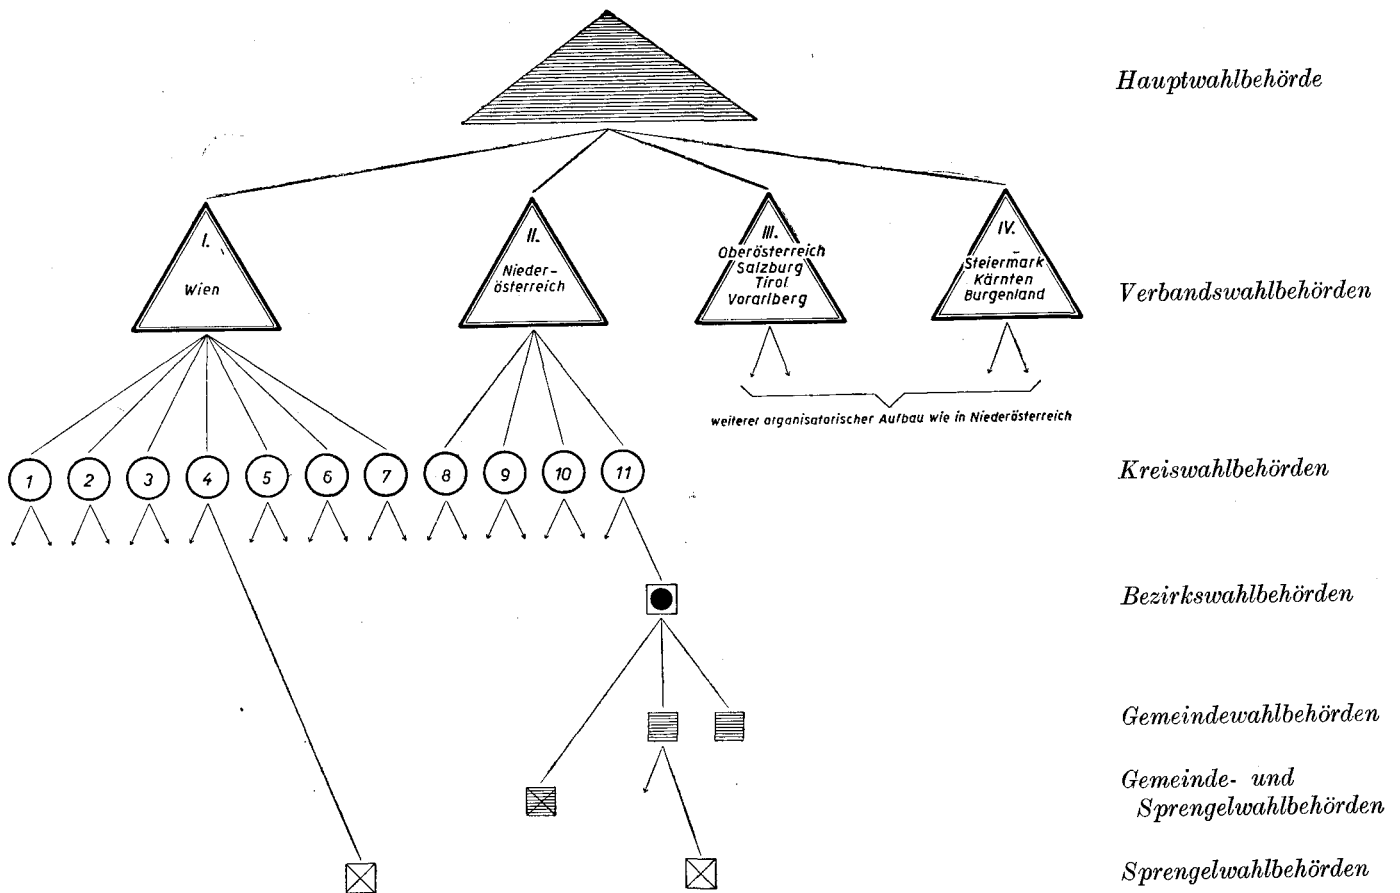 Hauptwahlbehörde
I.
Wien
II.
Nieder-
österreich
III.
Oberösterreich
Salzburg
Tirol
Vorarlberg
IV.
Steiermark
Kärnten
Burgenland
Verbandswahlbehörden
weiterer organisatorischer Aufbau wie in Niederösterreich
1 2 3 4 5 6 7 8 9 10 11
Kreiswahlbehörden
Bezirkswahlbehörden
Gemeindewahlbehörden
Gemeinde- und
Sprengelwahlbehörden
Sprengelwahlbehörden